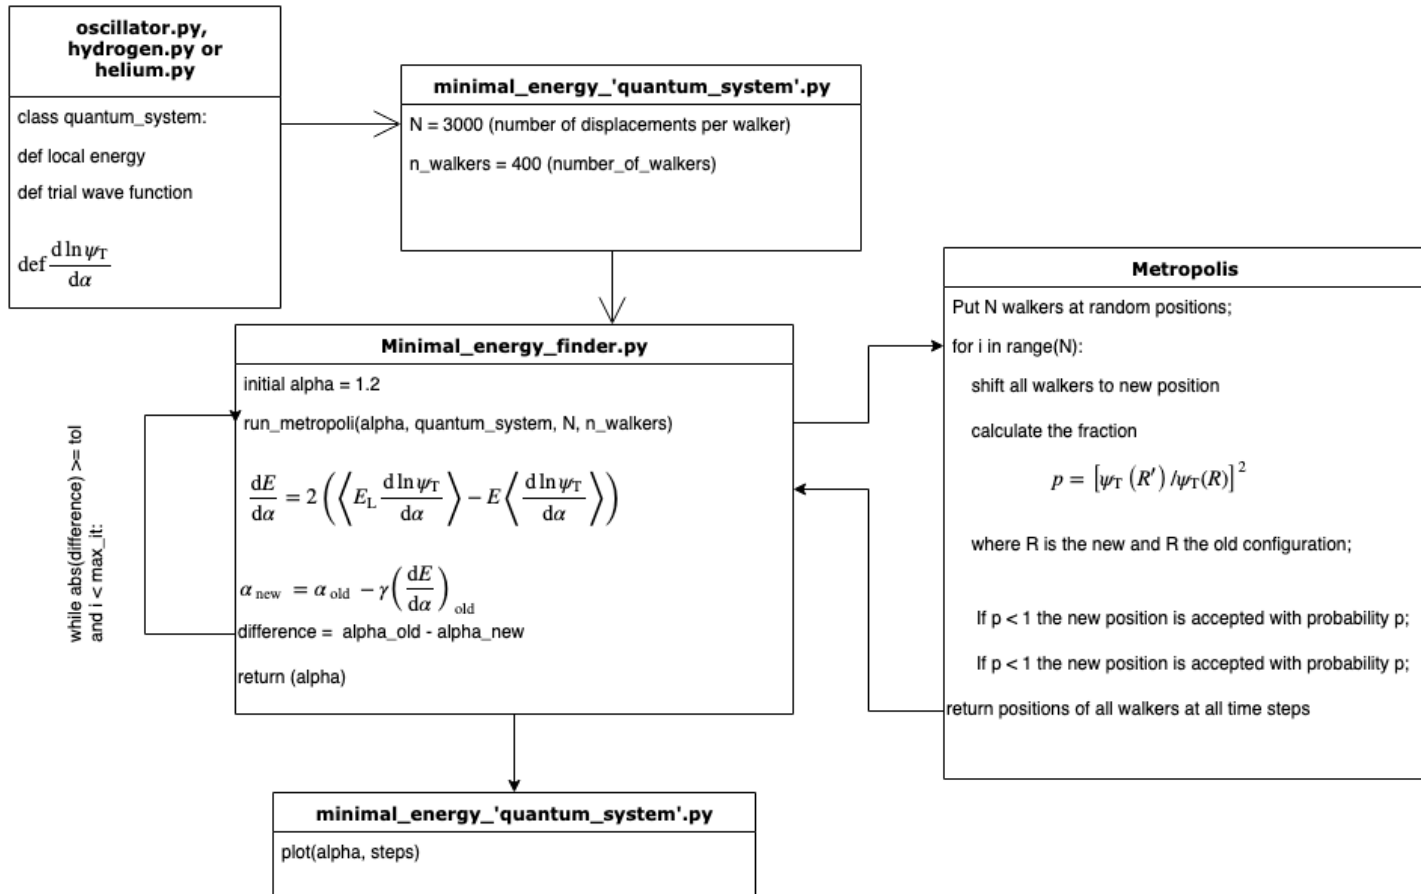 oscillator.py,
hydrogen.py or
helium.py
class quantum_system:
def local energy
def trial wave function
def d ln ψ_T / dα
minimal_energy_'quantum_system'.py
N = 3000 (number of displacements per walker)
n_walkers = 400 (number_of_walkers)
Minimal_energy_finder.py
initial alpha = 1.2
run_metropoli(alpha, quantum_system, N, n_walkers)
dE/dα = 2 ( ⟨ E_L d ln ψ_T / dα ⟩ − E ⟨ d ln ψ_T / dα ⟩ )
α_new = α_old − γ ( dE/dα )_old
difference = alpha_old - alpha_new
return (alpha)
while abs(difference) >= tol
and i < max_it:
Metropolis
Put N walkers at random positions;
for i in range(N):
shift all walkers to new position
calculate the fraction
p = [ψ_T (R′) /ψ_T(R)]^2
where R is the new and R the old configuration;
If p < 1 the new position is accepted with probability p;
If p < 1 the new position is accepted with probability p;
return positions of all walkers at all time steps
minimal_energy_'quantum_system'.py
plot(alpha, steps)